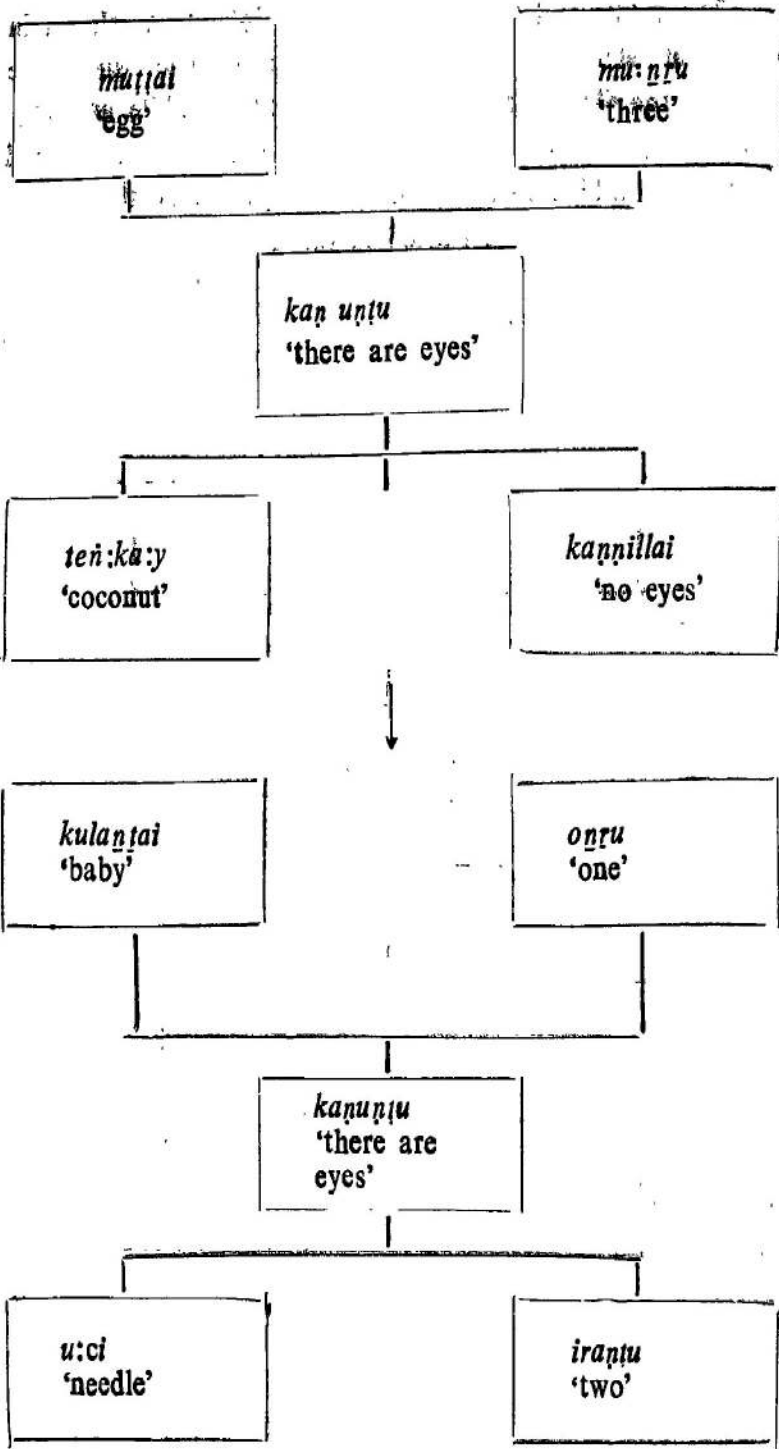 muṭṭai
‘egg’
mu:ṉṟu
‘three’
kaṇ uṇṭu
‘there are eyes’
teṅ:ka:y
‘coconut’
kaṇṇillai
‘no eyes’
kulaṉṯai
‘baby’
oṉṟu
‘one’
kaṇuṇṭu
‘there are
eyes’
u:ci
‘needle’
iraṇṭu
‘two’